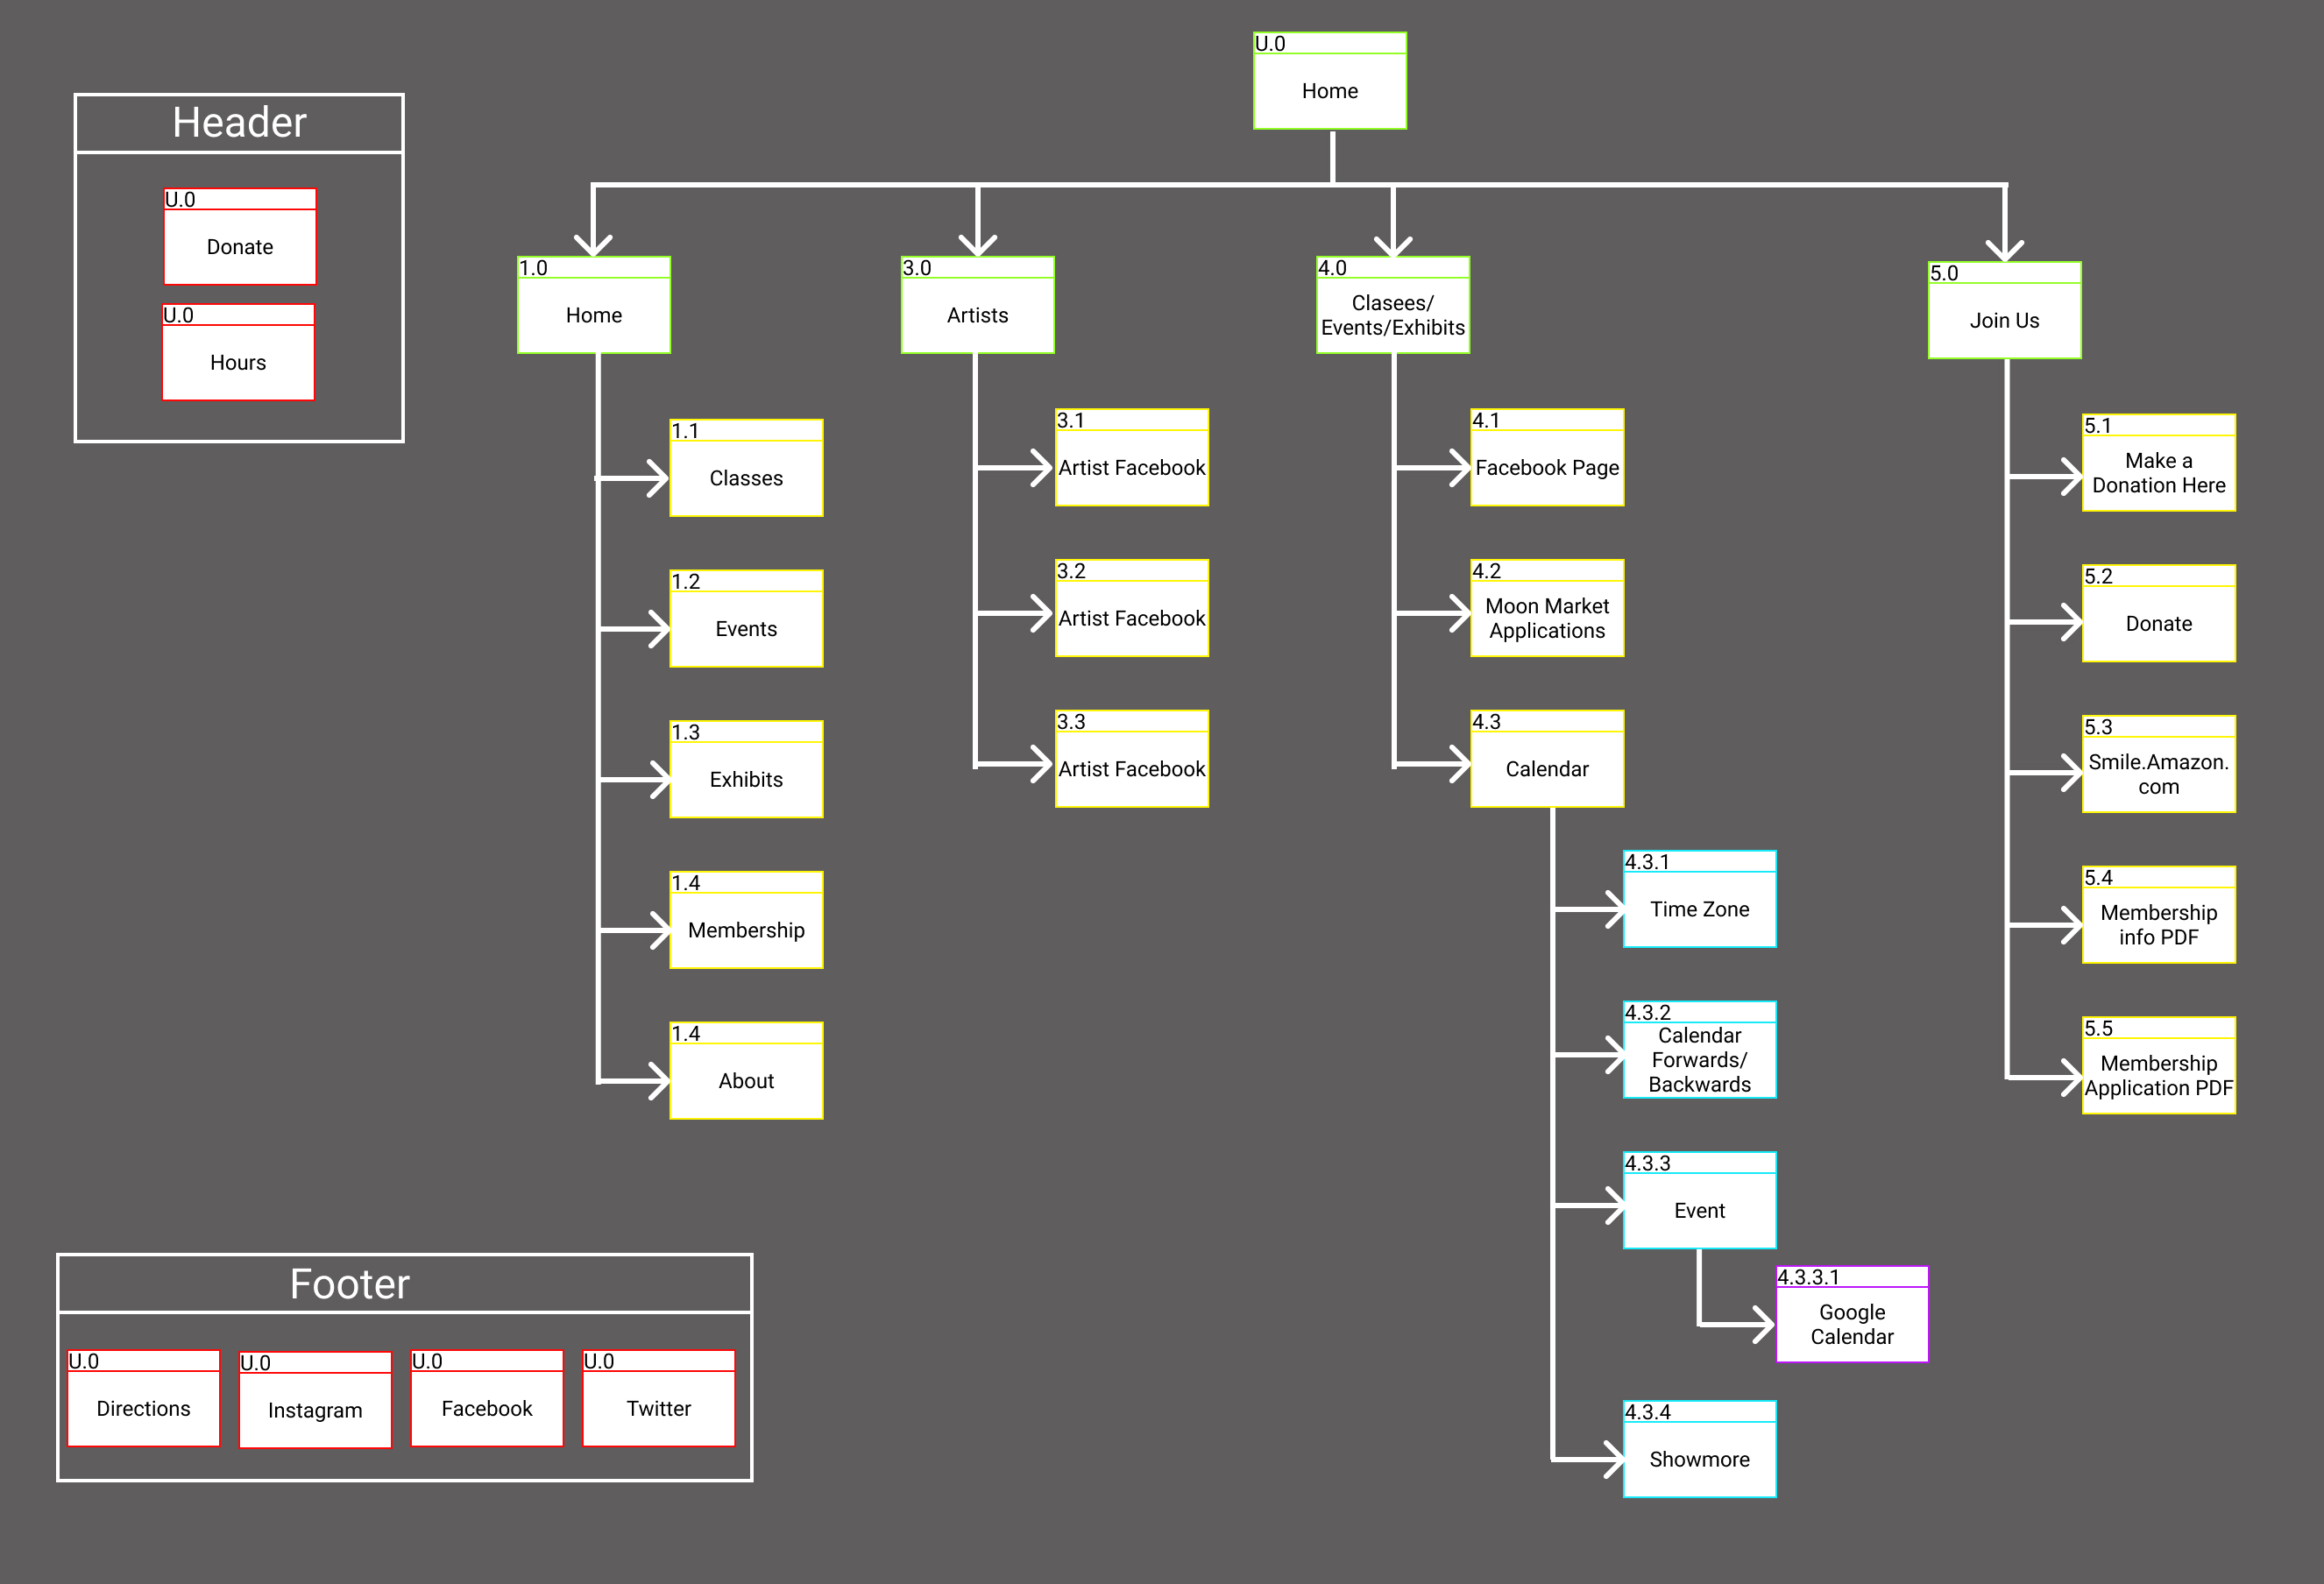 U.0
Home
Header
U.0
Donate
U.0
Hours
1.0
Home
1.1
Classes
1.2
Events
1.3
Exhibits
1.4
Membership
1.4
About
3.0
Artists
3.1
Artist Facebook
3.2
Artist Facebook
3.3
Artist Facebook
4.0
Clasees/
Events/Exhibits
4.1
Facebook Page
4.2
Moon Market
Applications
4.3
Calendar
4.3.1
Time Zone
4.3.2
Calendar
Forwards/
Backwards
4.3.3
Event
4.3.3.1
Google
Calendar
4.3.4
Showmore
5.0
Join Us
5.1
Make a
Donation Here
5.2
Donate
5.3
Smile.Amazon.
com
5.4
Membership
info PDF
5.5
Membership
Application PDF
Footer
U.0
Directions
U.0
Instagram
U.0
Facebook
U.0
Twitter